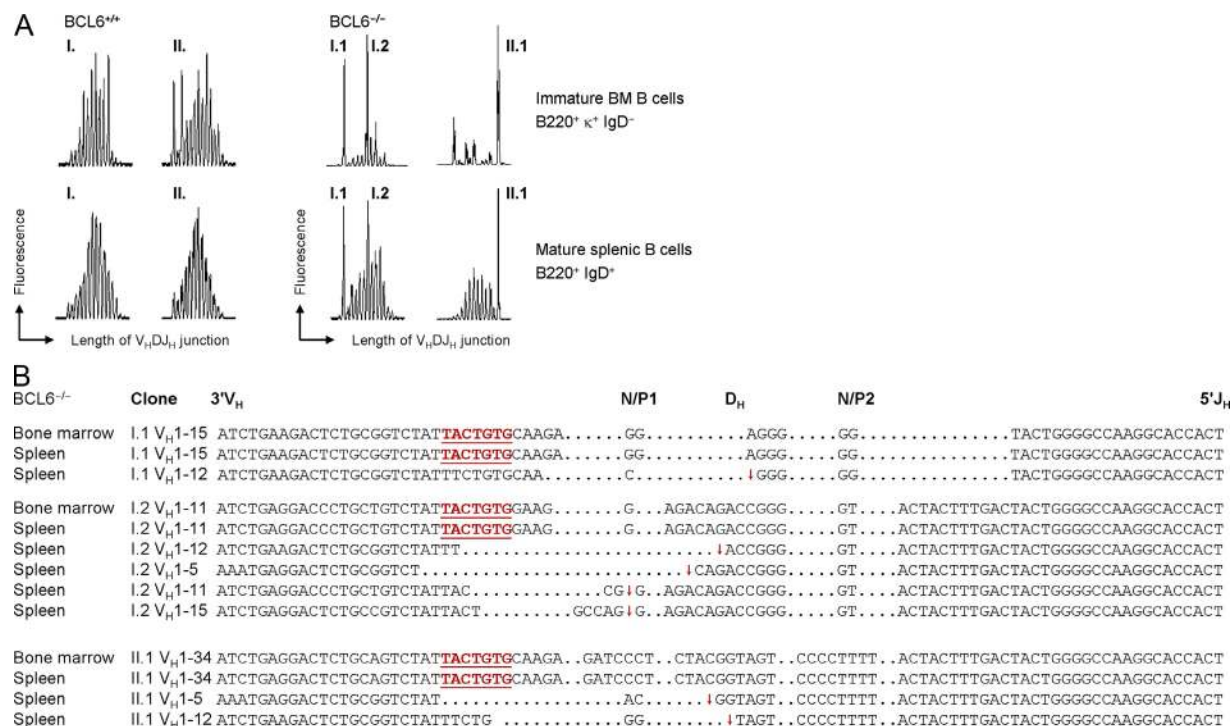 A
BCL6+/+ BCL6−/−
I. II. I.1 I.2 II.1
Immature BM B cells
B220+ κ+ IgD−
I. II. I.1 I.2 II.1
Mature splenic B cells
B220+ IgD+
Fluorescence Fluorescence
Length of VHDJH junction Length of VHDJH junction
B
BCL6−/− Clone 3'VH N/P1 DH N/P2 5'JH
Bone marrow I.1 VH1-15 ATCTGAAGACTCTGCGGTCTATTACTGTGCAAGA......GG..........AGGG.....GG...............TACTGGGGCCAAGGCACCACT
Spleen I.1 VH1-15 ATCTGAAGACTCTGCGGTCTATTACTGTGCAAGA......GG..........AGGG.....GG...............TACTGGGGCCAAGGCACCACT
Spleen I.1 VH1-12 ATCTGAAGACTCTGCGGTCTATTTCTGTGCAA........C...........↓GGG.....GG...............TACTGGGGCCAAGGCACCACT
Bone marrow I.2 VH1-11 ATCTGAGGACCCTGCTGTCTATTACTGTGGAAG.......G...AGACAGACCGGG.....GT....ACTACTTTGACTACTGGGGCCAAGGCACCACT
Spleen I.2 VH1-11 ATCTGAGGACCCTGCTGTCTATTACTGTGGAAG.......G...AGACAGACCGGG.....GT....ACTACTTTGACTACTGGGGCCAAGGCACCACT
Spleen I.2 VH1-12 ATCTGAAGACTCTGCGGTCTATTT.........................↓ACCGGG.....GT....ACTACTTTGACTACTGGGGCCAAGGCACCACT
Spleen I.2 VH1-5 AAATGAGGACTCTGCGGTCT..........................↓CAGACCGGG.....GT....ACTACTTTGACTACTGGGGCCAAGGCACCACT
Spleen I.2 VH1-11 ATCTGAGGACCCTGCTGTCTATTAC.............CG↓G..AGACAGACCGGG.....GT....ACTACTTTGACTACTGGGGCCAAGGCACCACT
Spleen I.2 VH1-15 ATCTGAGGACTCTGCCGTCTATTACT.........GCCAG↓G..AGACAGACCGGG.....GT....ACTACTTTGACTACTGGGGCCAAGGCACCACT
Bone marrow II.1 VH1-34 ATCTGAGGACTCTGCAGTCTATTACTGTGCAAGA..GATCCCT..CTACGGTAGT..CCCCTTTT..ACTACTTTGACTACTGGGGCCAAGGCACCACT
Spleen II.1 VH1-34 ATCTGAGGACTCTGCAGTCTATTACTGTGCAAGA..GATCCCT..CTACGGTAGT..CCCCTTTT..ACTACTTTGACTACTGGGGCCAAGGCACCACT
Spleen II.1 VH1-5 AAATGAGGACTCTGCGGTCTAT..................AC......↓GGTAGT..CCCCTTTT..ACTACTTTGACTACTGGGGCCAAGGCACCACT
Spleen II.1 VH1-12 ATCTGAAGACTCTGCGGTCTATTTCTG.............GG........↓TAGT..CCCCTTTT..ACTACTTTGACTACTGGGGCCAAGGCACCACT